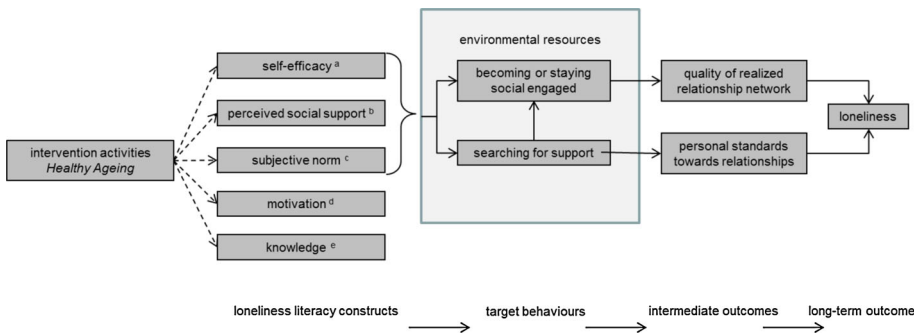 environmental resources
self-efficacy a
becoming or staying
social engaged
quality of realized
relationship network
perceived social support b
loneliness
intervention activities
Healthy Ageing
subjective norm c
searching for support
personal standards
towards relationships
motivation d
knowledge e
loneliness literacy constructs
target behaviours
intermediate outcomes
long-term outcome